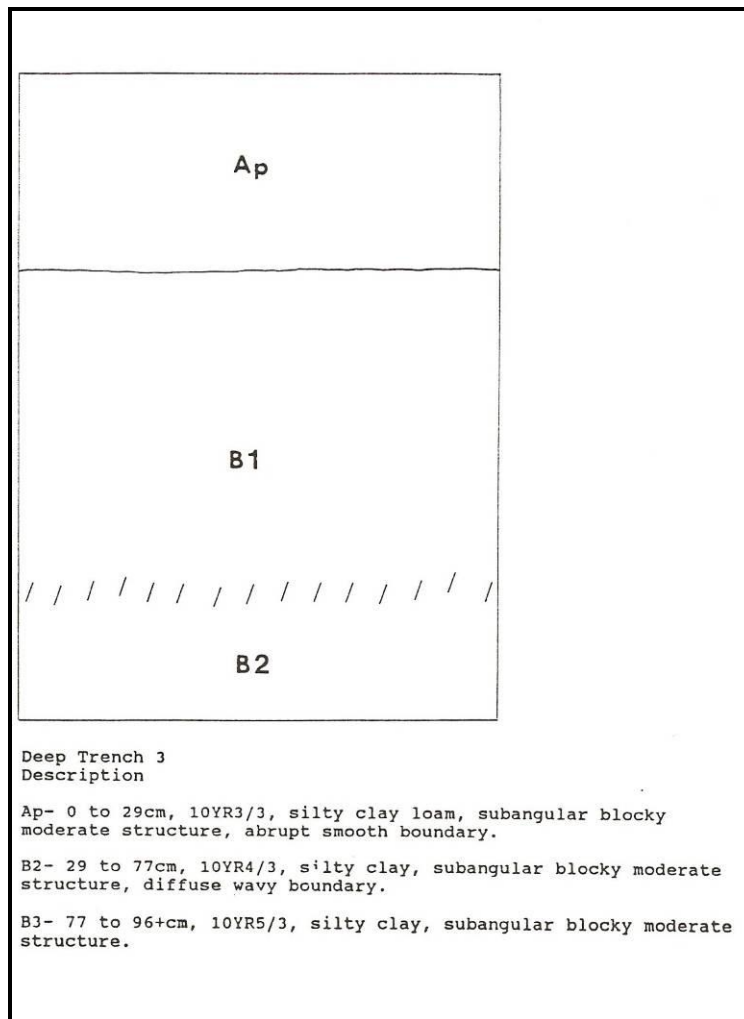 Ap
B1
B2
Deep Trench 3
Description
Ap- 0 to 29cm, 10YR3/3, silty clay loam, subangular blocky
moderate structure, abrupt smooth boundary.
B2- 29 to 77cm, 10YR4/3, silty clay, subangular blocky moderate
structure, diffuse wavy boundary.
B3- 77 to 96+cm, 10YR5/3, silty clay, subangular blocky moderate
structure.